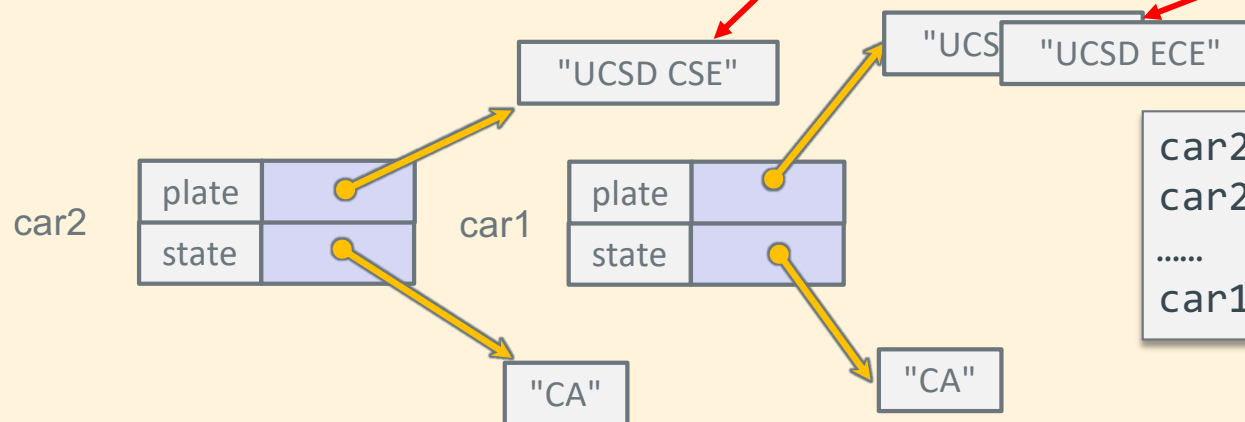 "UCSD CSE"
"UCS
"UCSD ECE"
car2
plate
state
car1
plate
state
"CA"
"CA"
car2
car2
……
car1